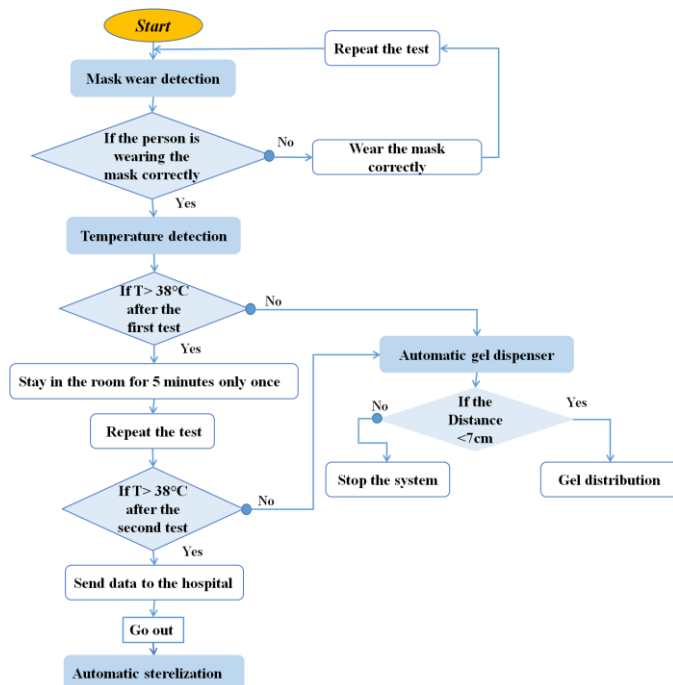 Start
Repeat the test
Mask wear detection
If the person is
wearing the
mask correctly
No
Wear the mask
correctly
Yes
Temperature detection
If T> 38°C
after the
first test
No
Yes
Automatic gel dispenser
Stay in the room for 5 minutes only once
No
If the
Distance
<7cm
Yes
Repeat the test
Stop the system
Gel distribution
If T> 38°C
after the
second test
No
Yes
Send data to the hospital
Go out
Automatic sterelization